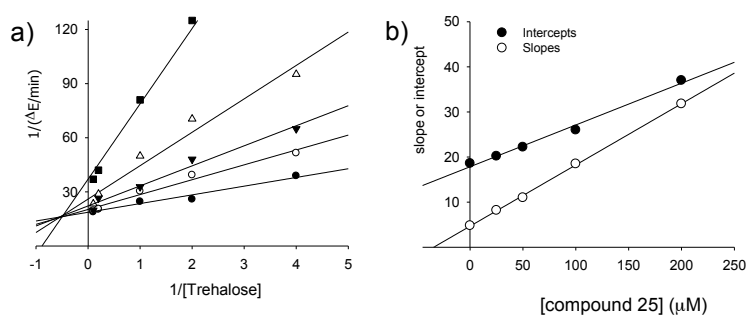 a)
120
90
60
30
1/(ΔE/min)
-1 0 1 2 3 4 5
1/[Trehalose]
b)
50
40
30
20
10
slope or intercept
Intercepts
Slopes
0 50 100 150 200 250
[compound 25] (μM)